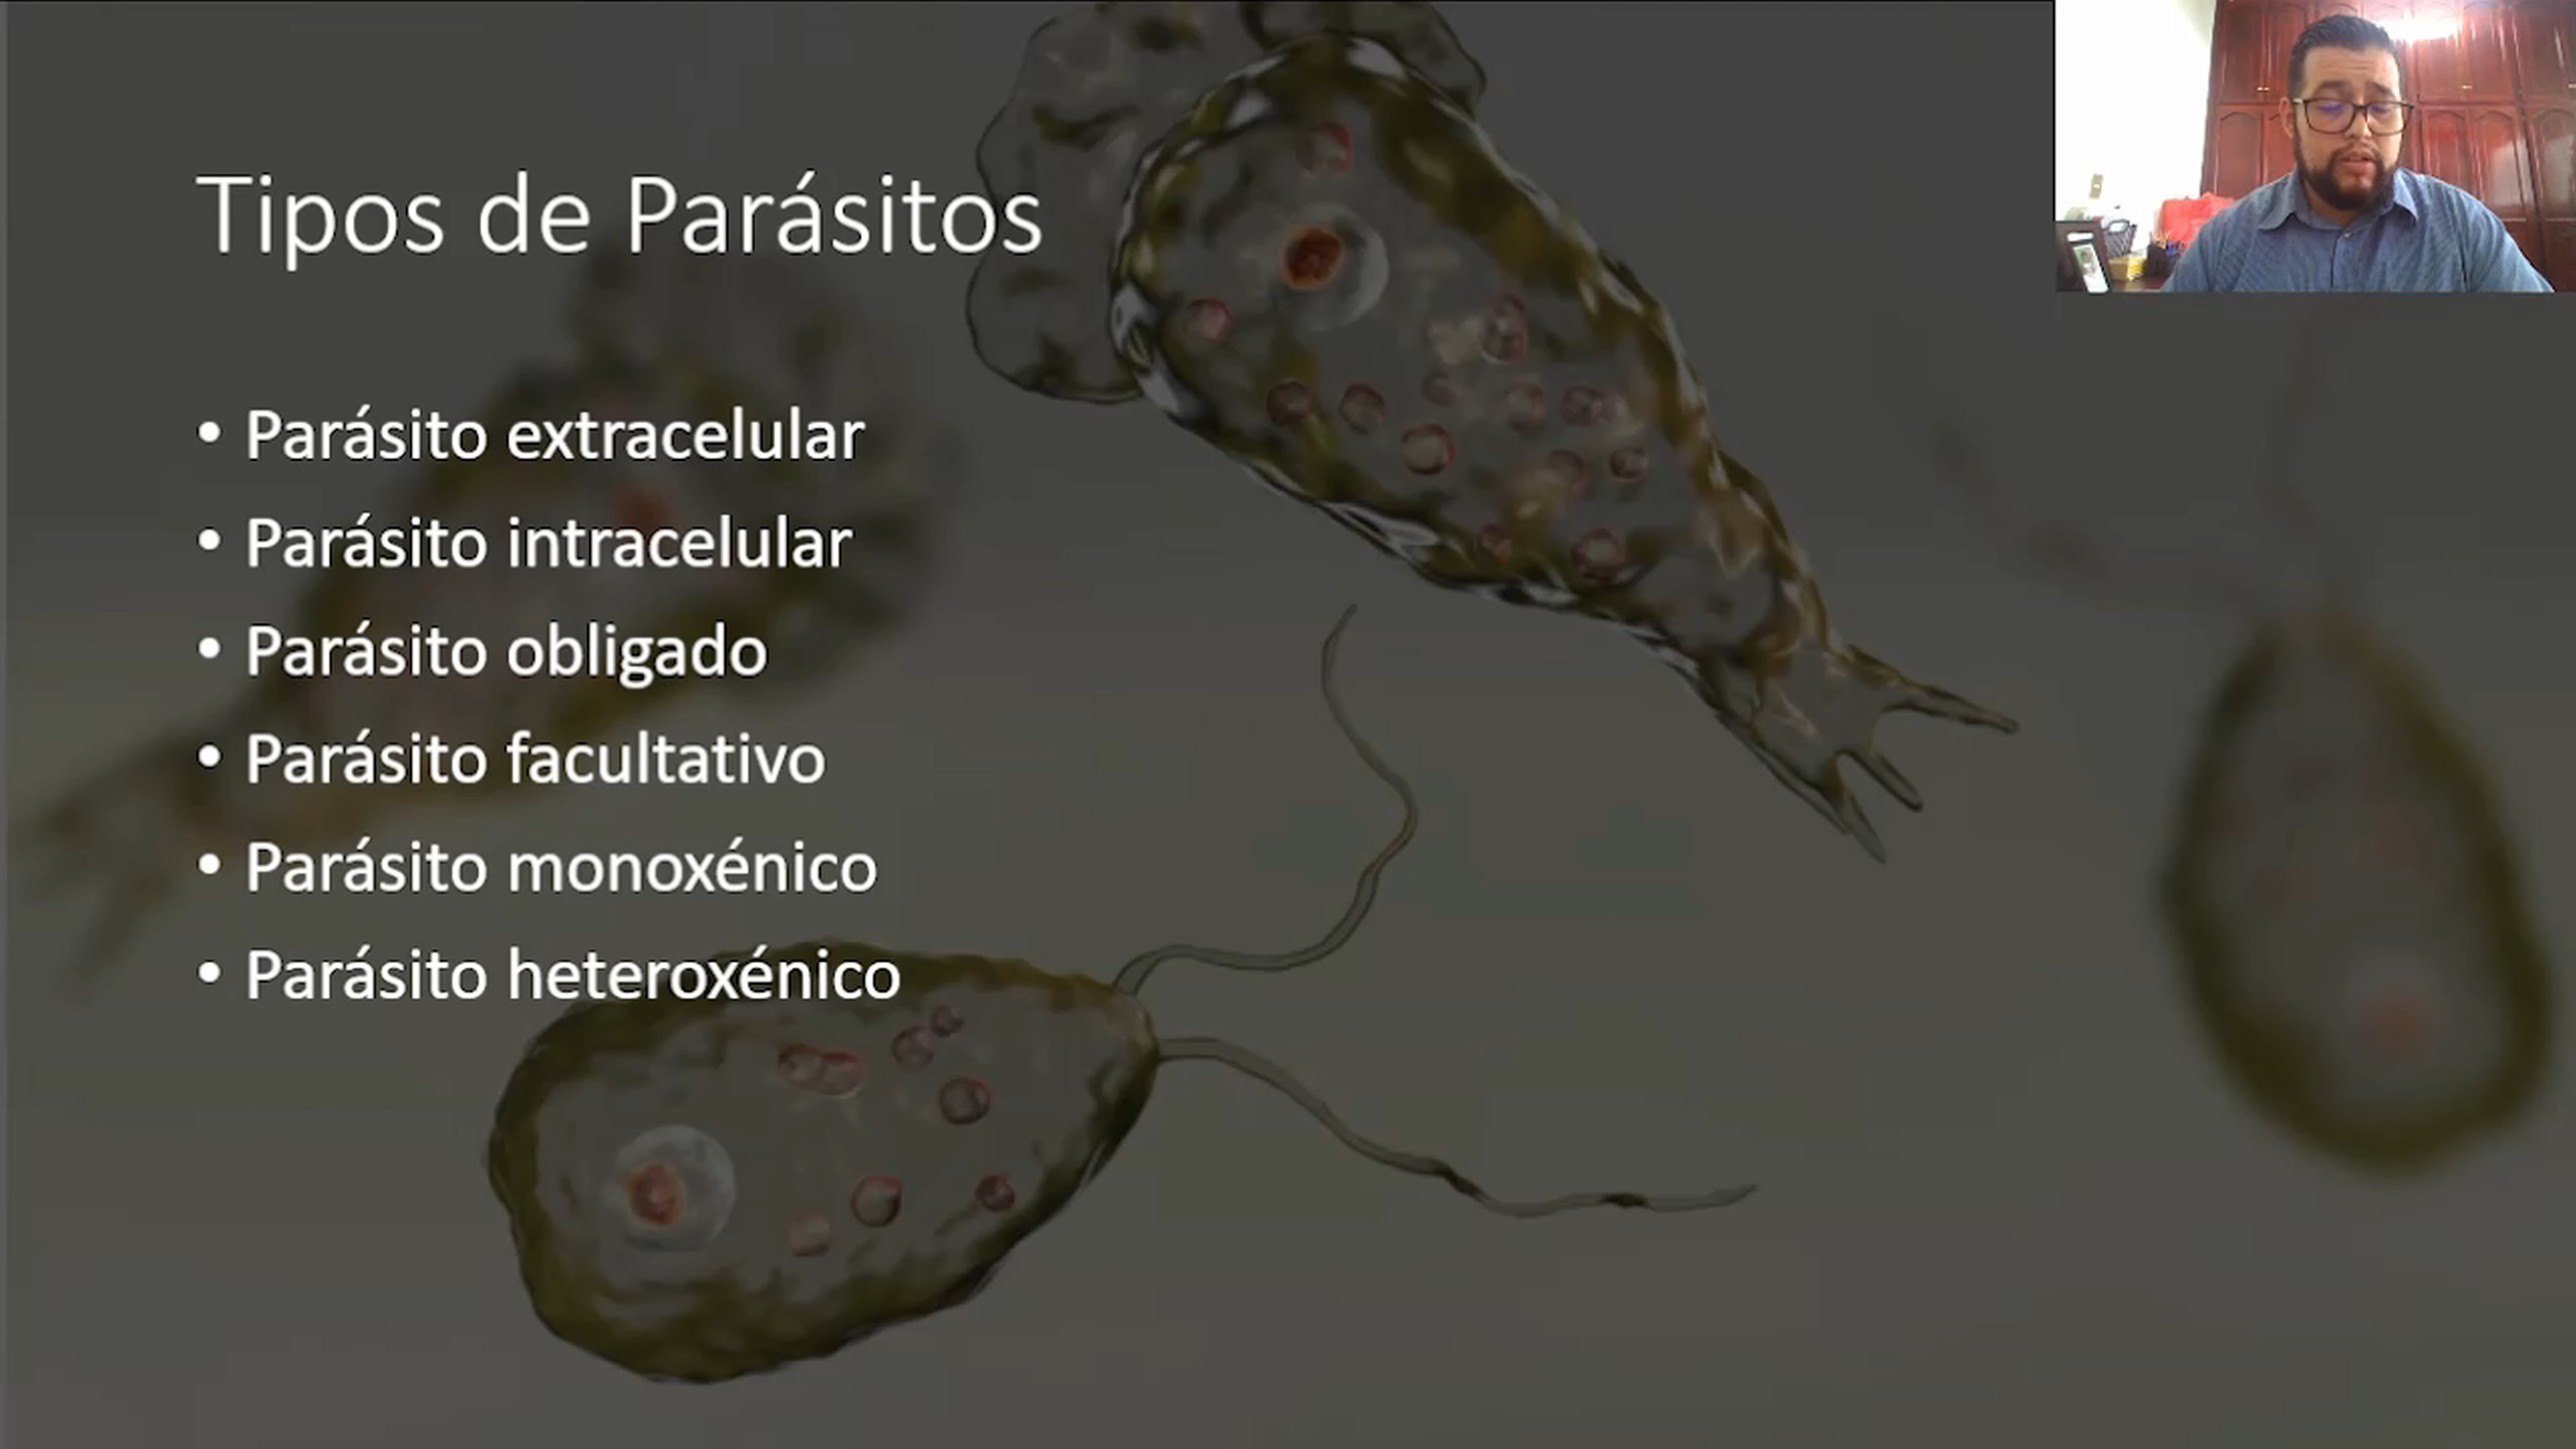 Tipos de Parásitos
• Parásito extracelular
• Parásito intracelular
• Parásito obligado
• Parásito facultativo
• Parásito monoxénico
• Parásito heteroxénico